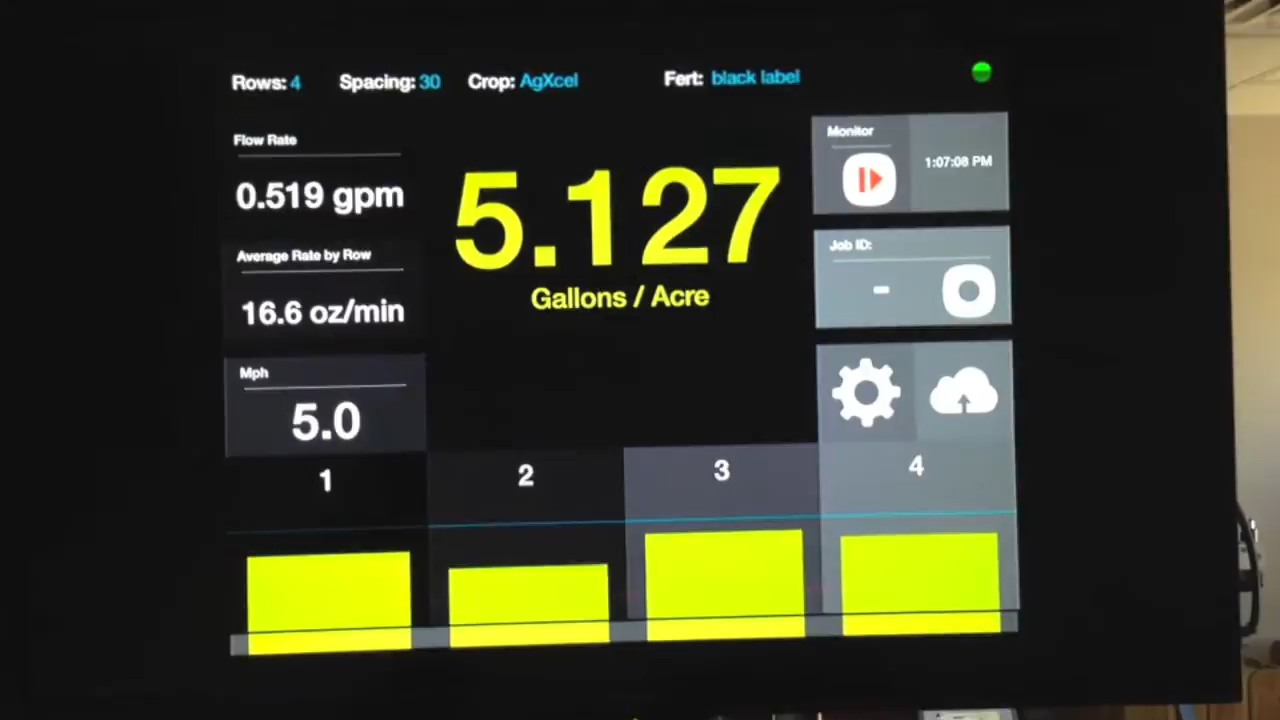 Rows: 4 Spacing: 30 Crop: AgXcel Fert: black label
Flow Rate
0.519 gpm
Average Rate by Row
16.6 oz/min
Mph
5.0
5.127
Gallons / Acre
Monitor
1:07:08 PM
Job ID:
-
1 2 3 4